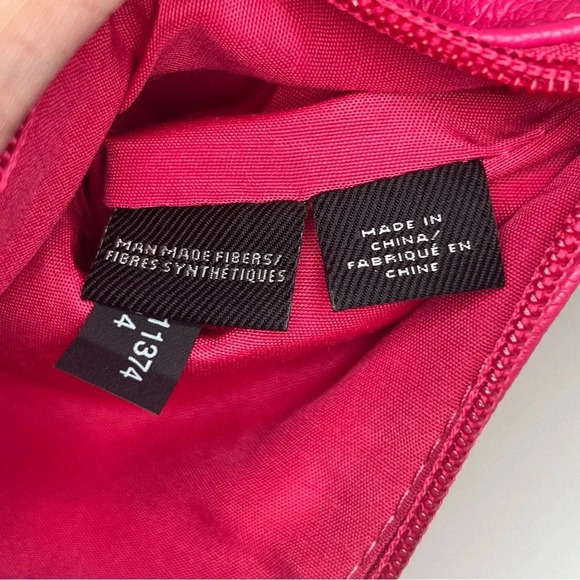 MAN MADE FIBERS/
FIBRES SYNTHÉTIQUES
MADE IN
CHINA/
FABRIQUÉ EN
CHINE
11374
4